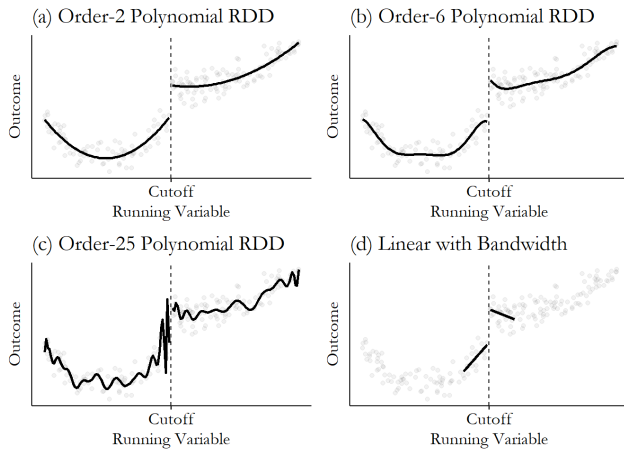 (a) Order-2 Polynomial RDD
Outcome
Cutoff
Running Variable
(b) Order-6 Polynomial RDD
Outcome
Cutoff
Running Variable
(c) Order-25 Polynomial RDD
Outcome
Cutoff
Running Variable
(d) Linear with Bandwidth
Outcome
Cutoff
Running Variable